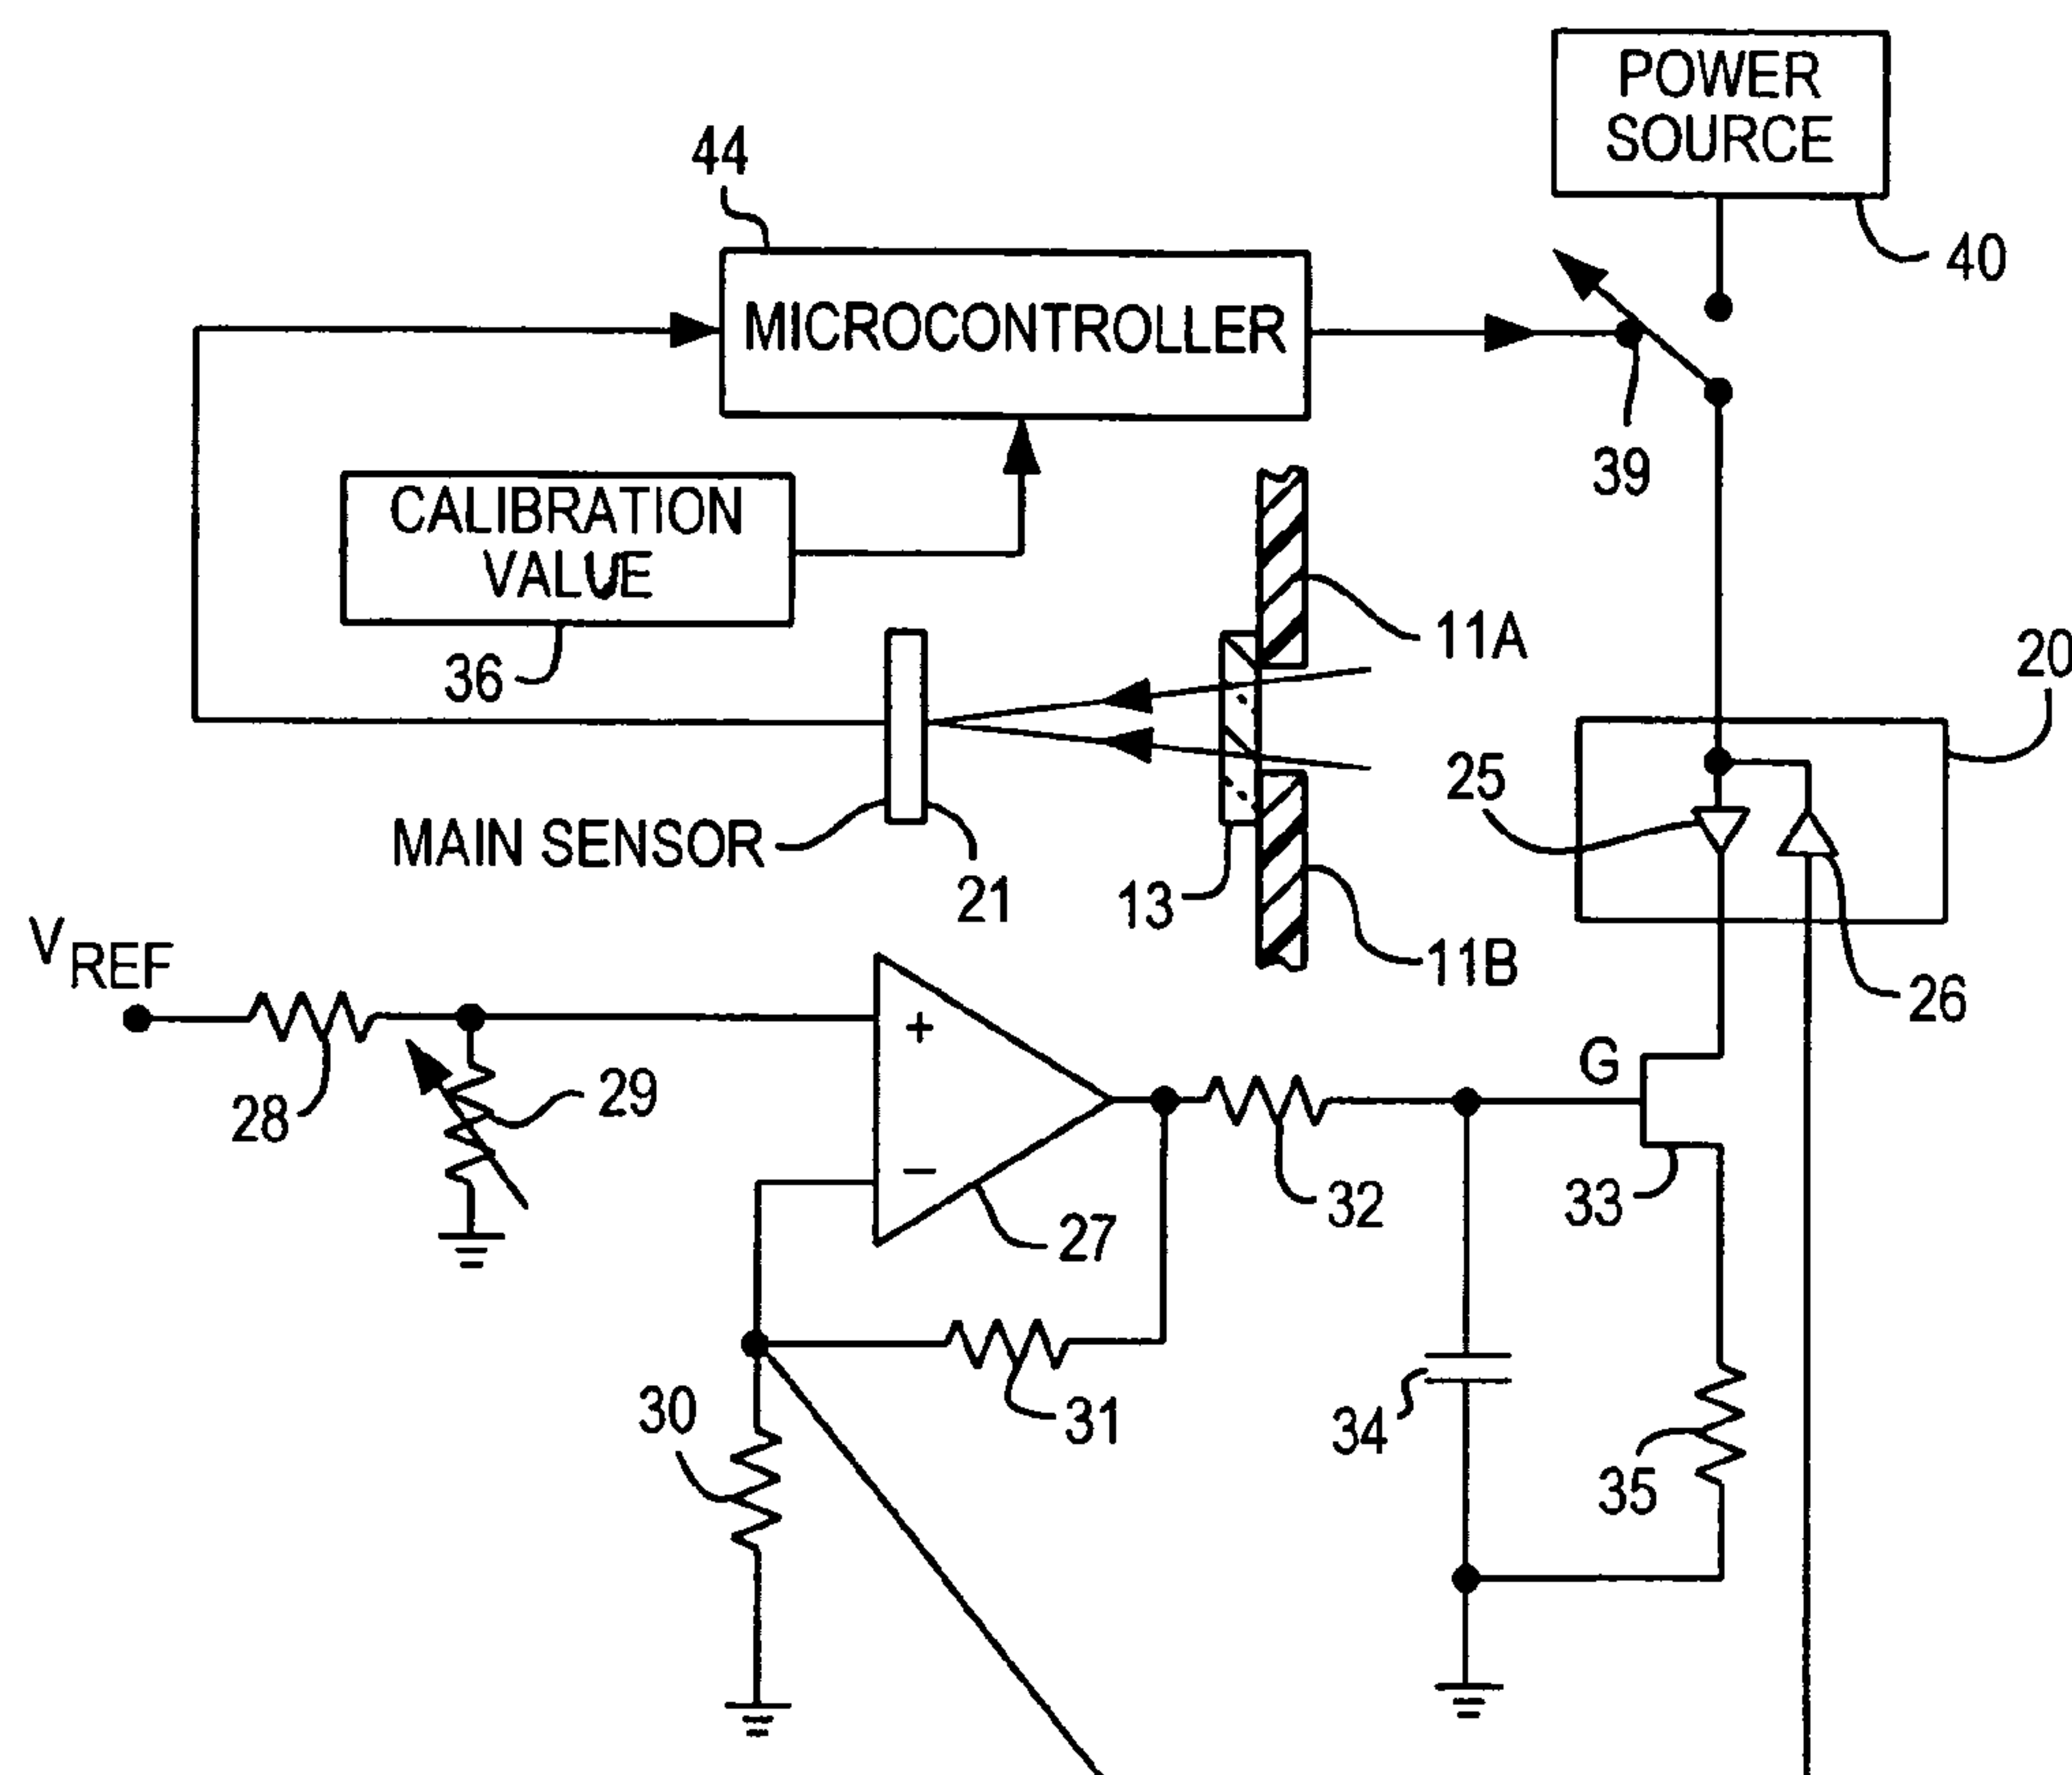 POWER
SOURCE
44
40
MICROCONTROLLER
39
CALIBRATION
VALUE
11A
36
20
25
MAIN SENSOR
21
13
11B
26
VREF
+
G
28
29
−
32
33
27
30
31
34
35